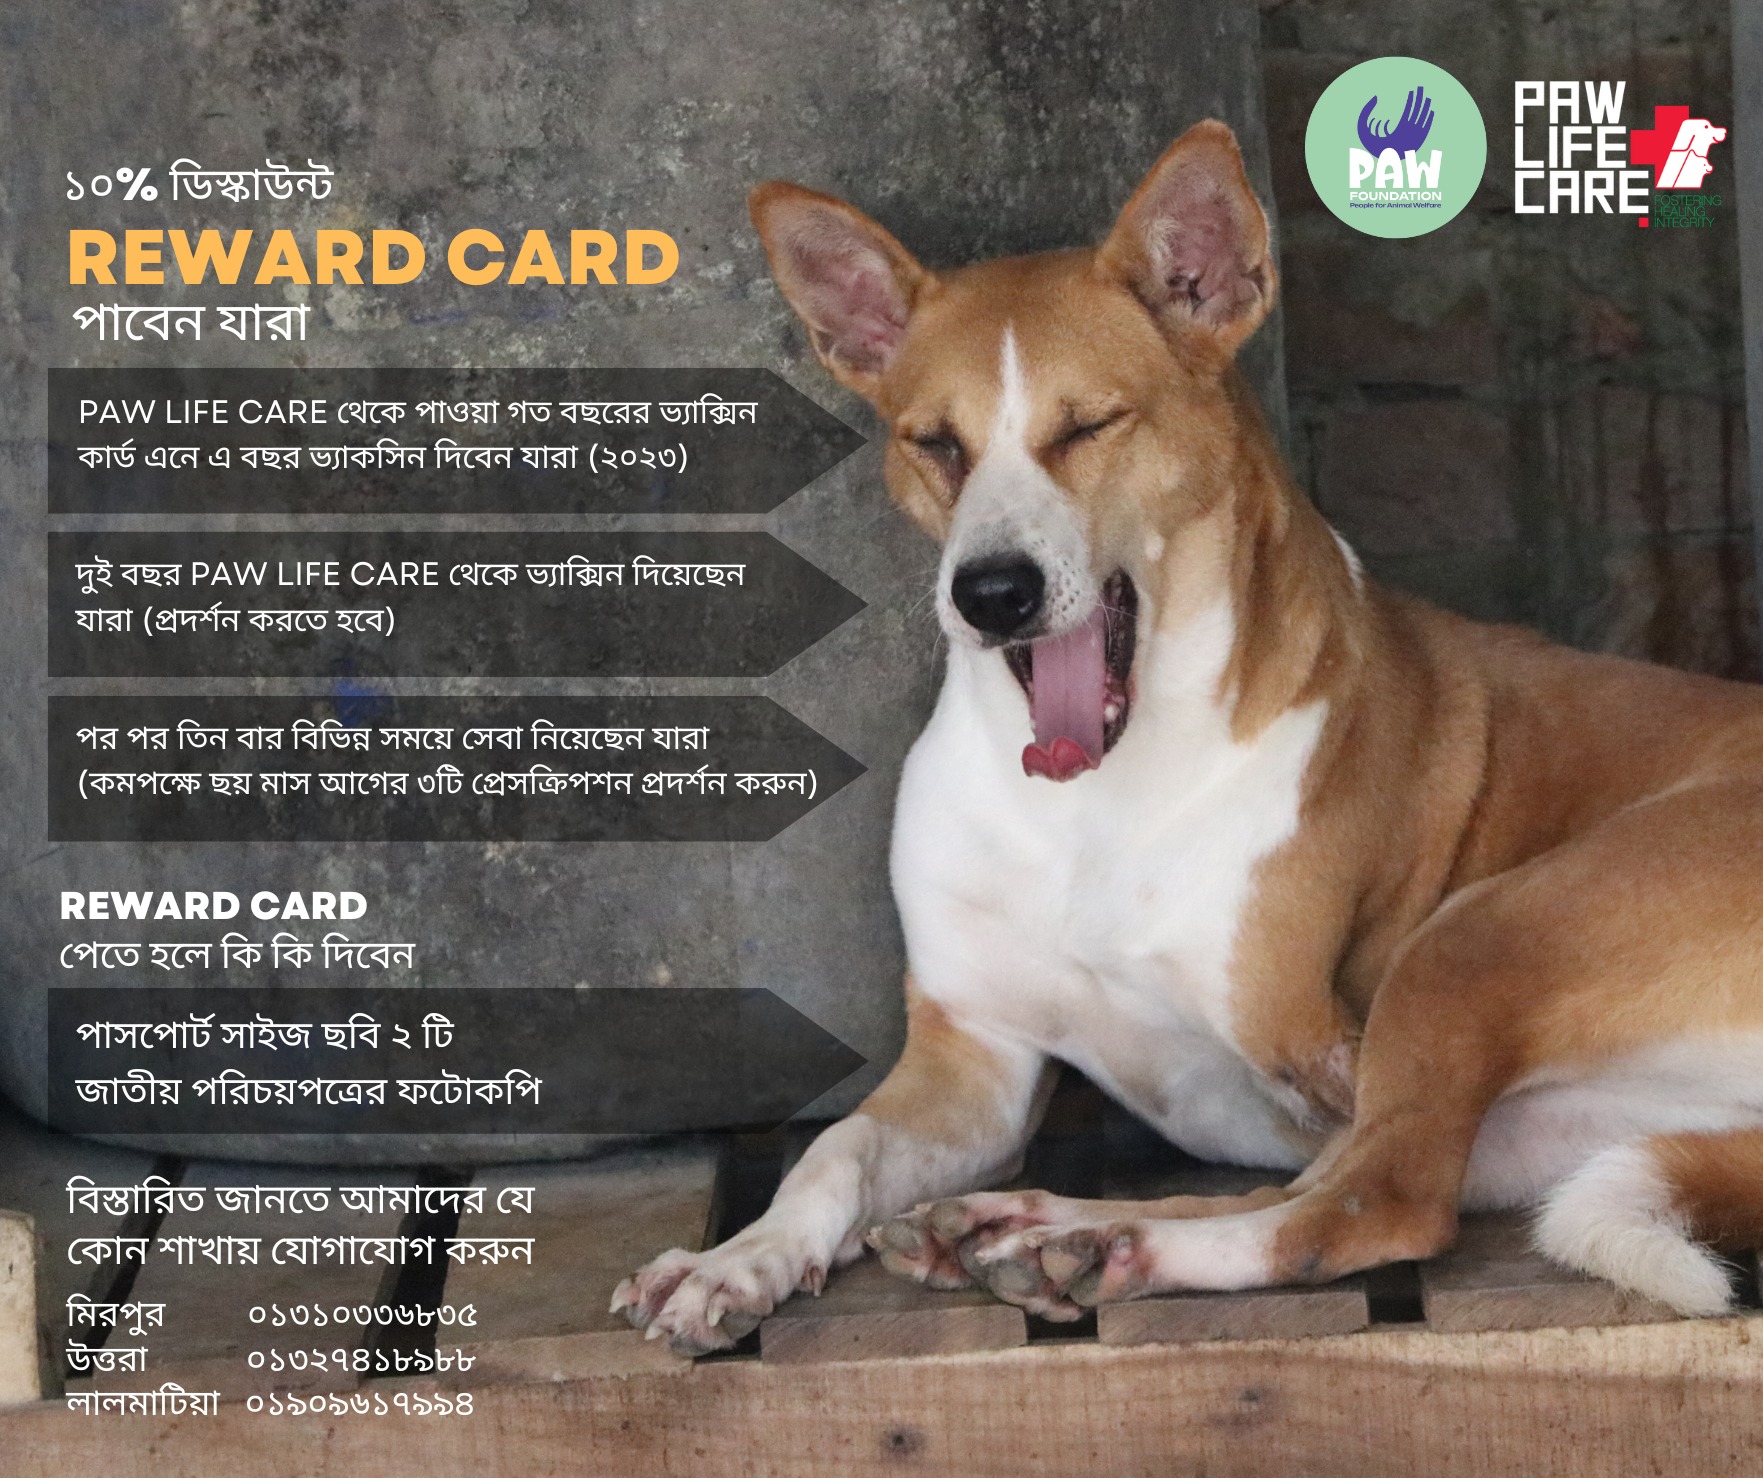 PAW
FOUNDATION
People for Animal Welfare
PAW
LIFE
CARE
FOSTERING
HEALING
INTEGRITY
১০% ডিস্কাউন্ট
REWARD CARD
পাবেন যারা
PAW LIFE CARE থেকে পাওয়া গত বছরের ভ্যাক্সিন
কার্ড এনে এ বছর ভ্যাকসিন দিবেন যারা (২০২৩)
দুই বছর PAW LIFE CARE থেকে ভ্যাক্সিন দিয়েছেন
যারা (প্রদর্শন করতে হবে)
পর পর তিন বার বিভিন্ন সময়ে সেবা নিয়েছেন যারা
(কমপক্ষে ছয় মাস আগের ৩টি প্রেসক্রিপশন প্রদর্শন করুন)
REWARD CARD
পেতে হলে কি কি দিবেন
পাসপোর্ট সাইজ ছবি ২ টি
জাতীয় পরিচয়পত্রের ফটোকপি
বিস্তারিত জানতে আমাদের যে
কোন শাখায় যোগাযোগ করুন
মিরপুর ০১৩১০৩৩৬৮৩৫
উত্তরা ০১৩২৭৪১৮৯৮৮
লালমাটিয়া ০১৯০৯৬১৭৯৯৪